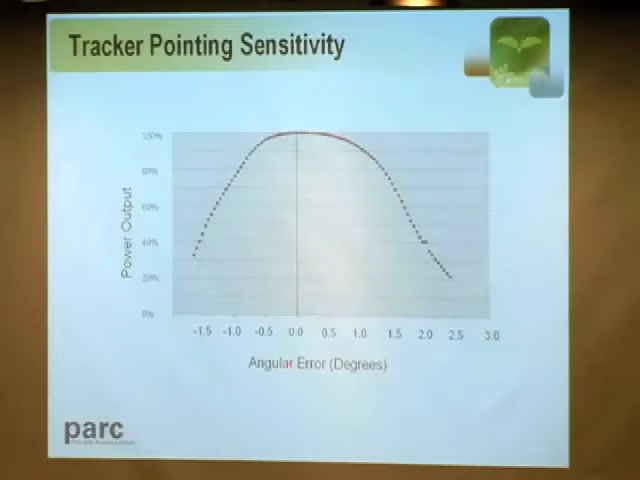 Tracker Pointing Sensitivity
100%
80%
60%
40%
20%
0%
Power Output
-1.5 -1.0 -0.5 0.0 0.5 1.0 1.5 2.0 2.5 3.0
Angular Error (Degrees)
parc